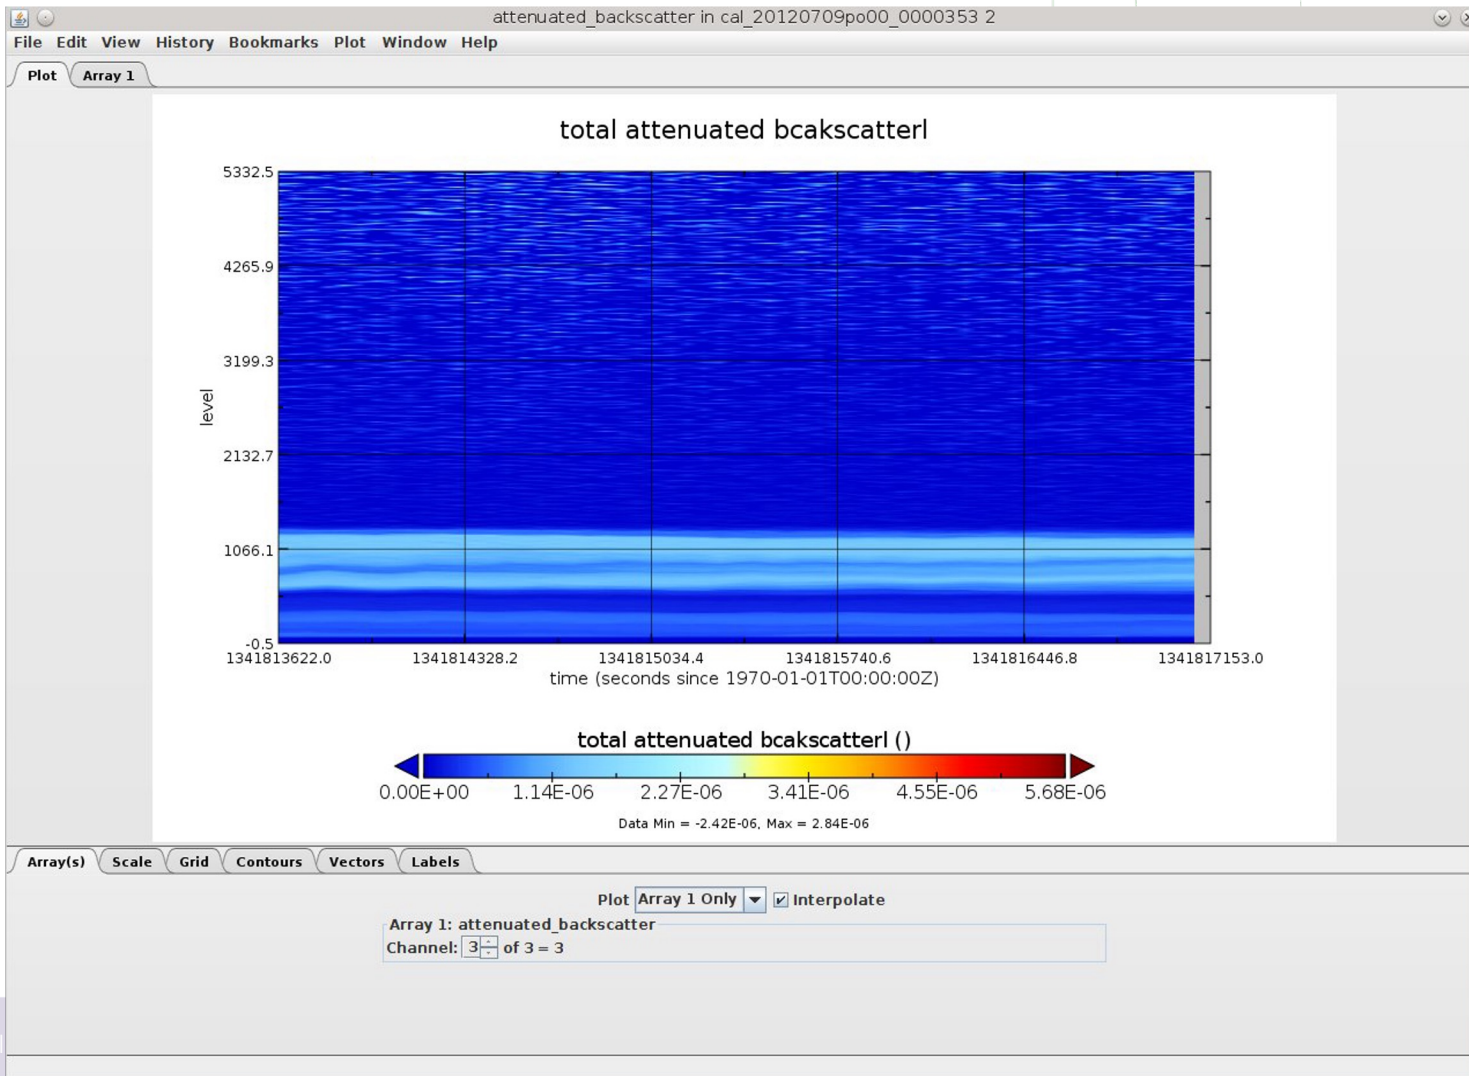 attenuated_backscatter in cal_20120709po00_0000353 2
File Edit View History Bookmarks Plot Window Help
Plot Array 1
total attenuated bcakscatterl
5332.5
4265.9
3199.3
level
2132.7
1066.1
-0.5
1341813622.0 1341814328.2 1341815034.4 1341815740.6 1341816446.8 1341817153.0
time (seconds since 1970-01-01T00:00:00Z)
total attenuated bcakscatterl ()
0.00E+00 1.14E-06 2.27E-06 3.41E-06 4.55E-06 5.68E-06
Data Min = -2.42E-06, Max = 2.84E-06
Array(s) Scale Grid Contours Vectors Labels
Plot Array 1 Only Interpolate
Array 1: attenuated_backscatter
Channel: 3 of 3 = 3